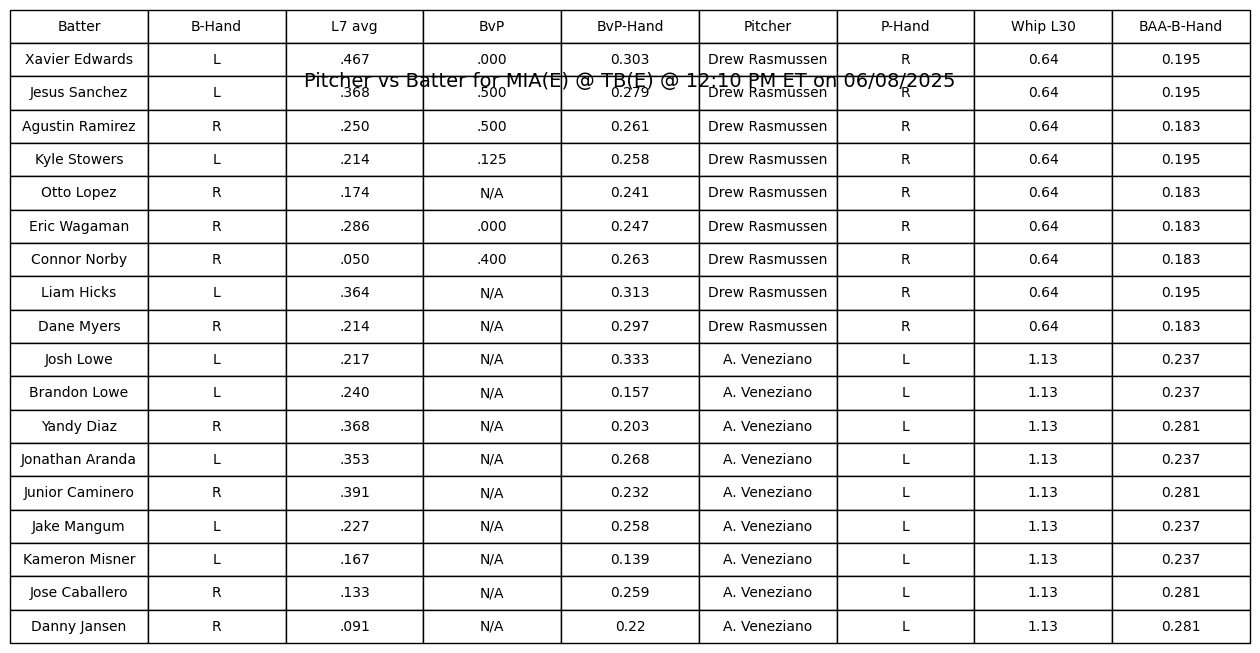 Batter B-Hand L7 avg BvP BvP-Hand Pitcher P-Hand Whip L30 BAA-B-Hand
Xavier Edwards L .467 .000 0.303 Drew Rasmussen R 0.64 0.195
Pitcher vs Batter for MIA(E) @ TB(E) @ 12:10 PM ET on 06/08/2025
Jesus Sanchez L .368 .500 0.279 Drew Rasmussen R 0.64 0.195
Agustin Ramirez R .250 .500 0.261 Drew Rasmussen R 0.64 0.183
Kyle Stowers L .214 .125 0.258 Drew Rasmussen R 0.64 0.195
Otto Lopez R .174 N/A 0.241 Drew Rasmussen R 0.64 0.183
Eric Wagaman R .286 .000 0.247 Drew Rasmussen R 0.64 0.183
Connor Norby R .050 .400 0.263 Drew Rasmussen R 0.64 0.183
Liam Hicks L .364 N/A 0.313 Drew Rasmussen R 0.64 0.195
Dane Myers R .214 N/A 0.297 Drew Rasmussen R 0.64 0.183
Josh Lowe L .217 N/A 0.333 A. Veneziano L 1.13 0.237
Brandon Lowe L .240 N/A 0.157 A. Veneziano L 1.13 0.237
Yandy Diaz R .368 N/A 0.203 A. Veneziano L 1.13 0.281
Jonathan Aranda L .353 N/A 0.268 A. Veneziano L 1.13 0.237
Junior Caminero R .391 N/A 0.232 A. Veneziano L 1.13 0.281
Jake Mangum L .227 N/A 0.258 A. Veneziano L 1.13 0.237
Kameron Misner L .167 N/A 0.139 A. Veneziano L 1.13 0.237
Jose Caballero R .133 N/A 0.259 A. Veneziano L 1.13 0.281
Danny Jansen R .091 N/A 0.22 A. Veneziano L 1.13 0.281